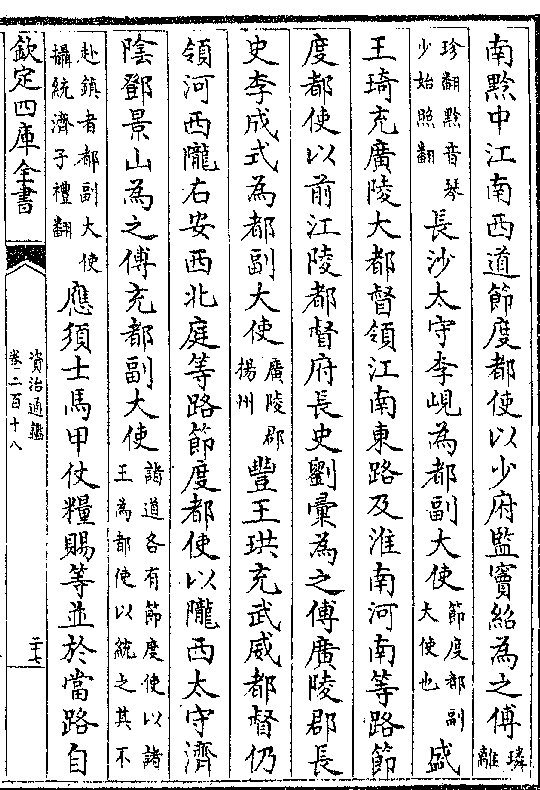 南黔中江南西道節度都使以少府監竇紹為之傅璘離
珍翻黔音琴少始照翻長沙太守李峴為都副大使節度都副大使也盛
王琦充廣陵大都督領江南東路及淮南河南等路節
度都使以前江陵都督府長史劉彙為之傅廣陵郡長
史李成式為都副大使廣陵郡揚州豐王珙充武威都督仍
領河西隴右安西北庭等路節度都使以隴西太守濟
陰鄧景山為之傅充都副大使諸道各有節度使以諸王為都使以統之其不
赴鎮者都副大使攝統濟子禮翻應須士馬甲仗糧賜等並於當路自
欽定四庫全書
資治通鑑
卷二百十八
二十七